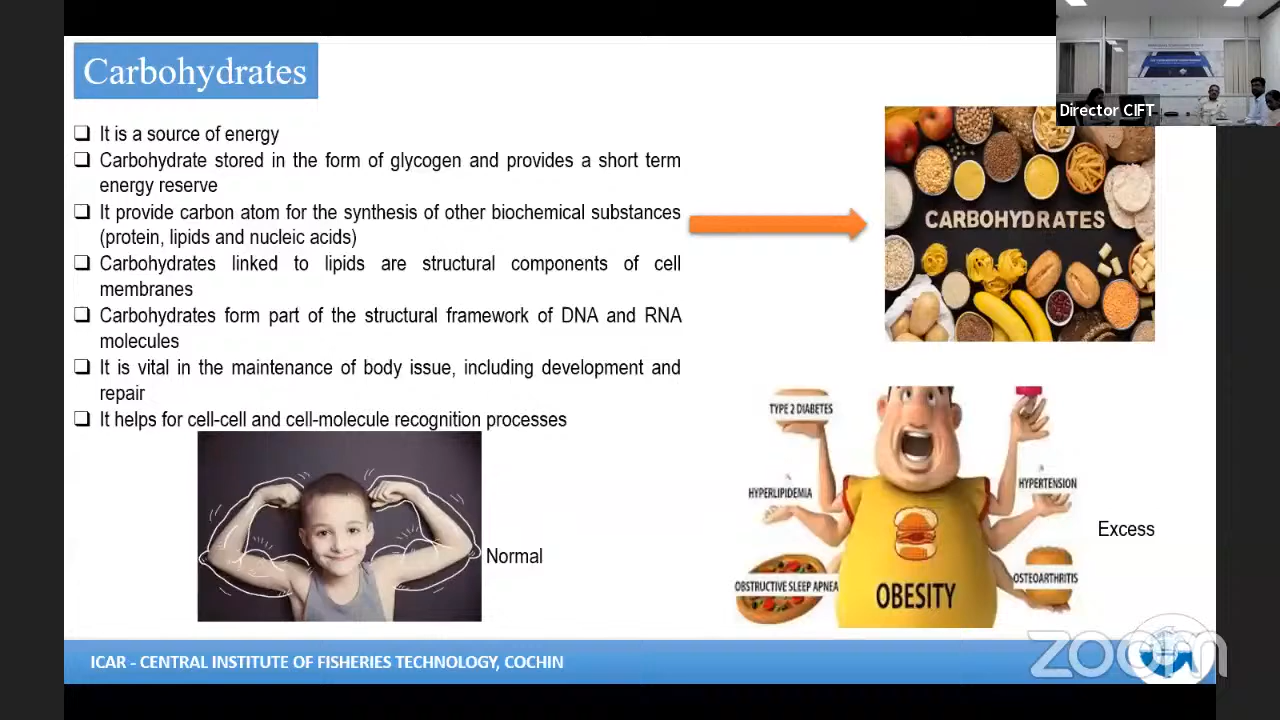 Carbohydrates
Director CIFT
❑ It is a source of energy
❑ Carbohydrate stored in the form of glycogen and provides a short term
energy reserve
❑ It provide carbon atom for the synthesis of other biochemical substances
(protein, lipids and nucleic acids)
❑ Carbohydrates linked to lipids are structural components of cell
membranes
❑ Carbohydrates form part of the structural framework of DNA and RNA
molecules
❑ It is vital in the maintenance of body issue, including development and
repair
❑ It helps for cell-cell and cell-molecule recognition processes
CARBOHYDRATES
Normal
TYPE 2 DIABETES
HYPERLIPIDEMIA
HYPERTENSION
OBSTRUCTIVE SLEEP APNEA
OSTEOARTHRITIS
OBESITY
Excess
ICAR - CENTRAL INSTITUTE OF FISHERIES TECHNOLOGY, COCHIN
zoom